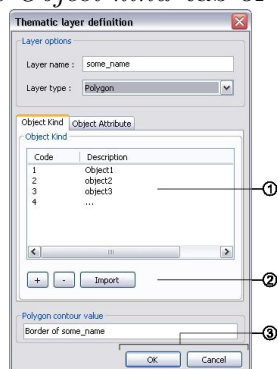 Thematic layer definition
Layer options
Layer name : some_name
Layer type : Polygon
Object Kind Object Attribute
Object Kind
Code Description
1 Object1
2 object2
3 object3
4 ...
1
+ - Import
2
Polygon contour value
Border of some_name
3
OK Cancel